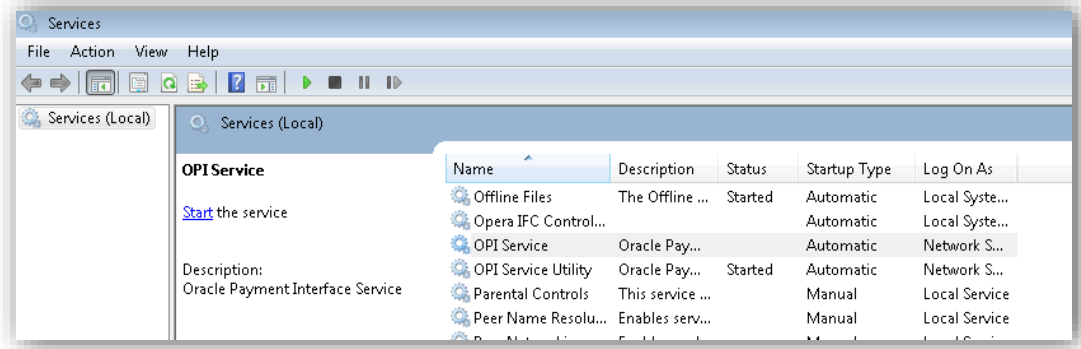 Services
File Action View Help
Services (Local)
Services (Local)
OPI Service
Start the service
Description:
Oracle Payment Interface Service
Name Description Status Startup Type Log On As
Offline Files The Offline ... Started Automatic Local Syste...
Opera IFC Control... Automatic Local Syste...
OPI Service Oracle Pay... Automatic Network S...
OPI Service Utility Oracle Pay... Started Automatic Network S...
Parental Controls This service ... Manual Local Service
Peer Name Resolu... Enables serv... Manual Local Service